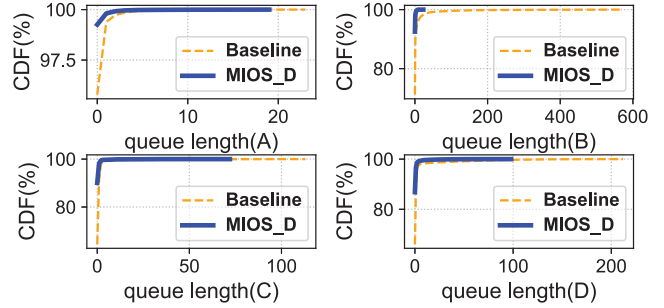 CDF(%)
100
97.5
Baseline
MIOS_D
0
10
20
queue length(A)
CDF(%)
100
80
Baseline
MIOS_D
0
200
400
600
queue length(B)
CDF(%)
100
80
Baseline
MIOS_D
0
50
100
queue length(C)
CDF(%)
100
80
Baseline
MIOS_D
0
100
200
queue length(D)